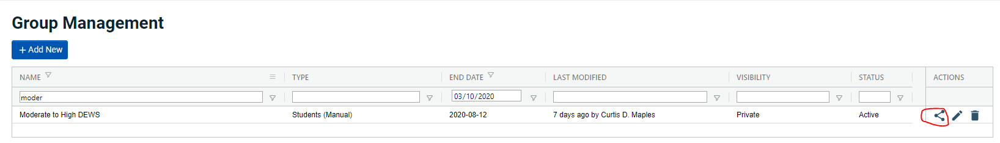 Group Management
+ Add New
NAME TYPE END DATE LAST MODIFIED VISIBILITY STATUS ACTIONS
moder 03/10/2020
Moderate to High DEWS Students (Manual) 2020-08-12 7 days ago by Curtis D. Maples Private Active